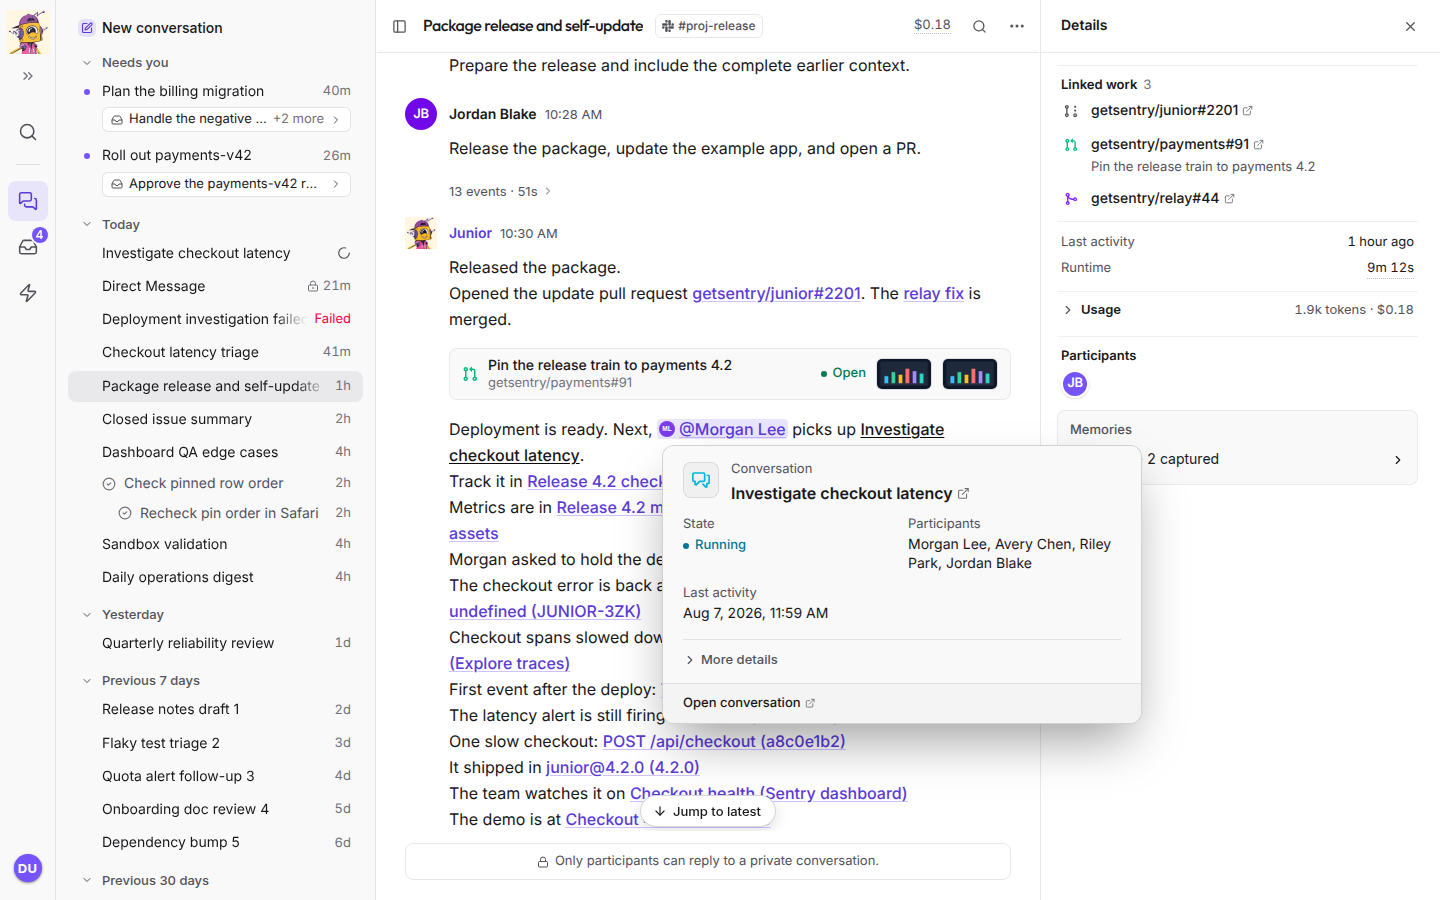 New conversation
Needs you
Plan the billing migration 40m
Handle the negative ... +2 more
Roll out payments-v42 26m
Approve the payments-v42 r...
Today
Investigate checkout latency
Direct Message 21m
Deployment investigation failed Failed
Checkout latency triage 41m
Package release and self-update 1h
Closed issue summary 2h
Dashboard QA edge cases 4h
Check pinned row order 2h
Recheck pin order in Safari 2h
Sandbox validation 4h
Daily operations digest 4h
Yesterday
Quarterly reliability review 1d
Previous 7 days
Release notes draft 1 2d
Flaky test triage 2 3d
Quota alert follow-up 3 4d
Onboarding doc review 4 5d
Dependency bump 5 6d
Previous 30 days
4
DU
Package release and self-update #proj-release $0.18
Prepare the release and include the complete earlier context.
JB Jordan Blake 10:28 AM
Release the package, update the example app, and open a PR.
13 events · 51s
Junior 10:30 AM
Released the package.
Opened the update pull request getsentry/junior#2201. The relay fix is
merged.
Pin the release train to payments 4.2
getsentry/payments#91
Open
Deployment is ready. Next, ML @Morgan Lee picks up Investigate
checkout latency.
Track it in Release 4.2 check
Metrics are in Release 4.2 m
assets
Morgan asked to hold the de
The checkout error is back a
undefined (JUNIOR-3ZK)
Checkout spans slowed dow
(Explore traces)
First event after the deploy:
The latency alert is still firing
One slow checkout: POST /api/checkout (a8c0e1b2)
It shipped in junior@4.2.0 (4.2.0)
The team watches it on Checkout health (Sentry dashboard)
The demo is at Checkout
Jump to latest
Only participants can reply to a private conversation.
Conversation
Investigate checkout latency
State
Running
Participants
Morgan Lee, Avery Chen, Riley
Park, Jordan Blake
Last activity
Aug 7, 2026, 11:59 AM
More details
Open conversation
Details
Linked work 3
getsentry/junior#2201
getsentry/payments#91
Pin the release train to payments 4.2
getsentry/relay#44
Last activity 1 hour ago
Runtime 9m 12s
Usage 1.9k tokens · $0.18
Participants
JB
Memories
2 captured